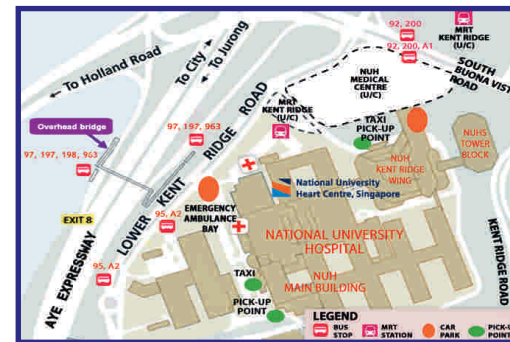 92, 200
MRT
KENT RIDGE
(U/C)
92, 200, A1
To Holland Road
To City
To Jurong
SOUTH
BUONA VISTA
ROAD
NUH
MEDICAL
CENTRE
(U/C)
MRT
KENT RIDGE
(U/C)
Overhead bridge
97, 197, 963
97, 197, 198, 963
LOWER KENT RIDGE ROAD
TAXI
PICK-UP
POINT
NUH
KENT RIDGE
WING
NUHS
TOWER
BLOCK
National University
Heart Centre, Singapore
EMERGENCY
AMBULANCE
BAY
EXIT 8
95, A2
NATIONAL UNIVERSITY
HOSPITAL
95, A2
AYE EXPRESSWAY
TAXI
PICK-UP
POINT
NUH
MAIN BUILDING
KENT RIDGE ROAD
LEGEND
BUS
STOP
MRT
STATION
CAR
PARK
PICK-U
POINT